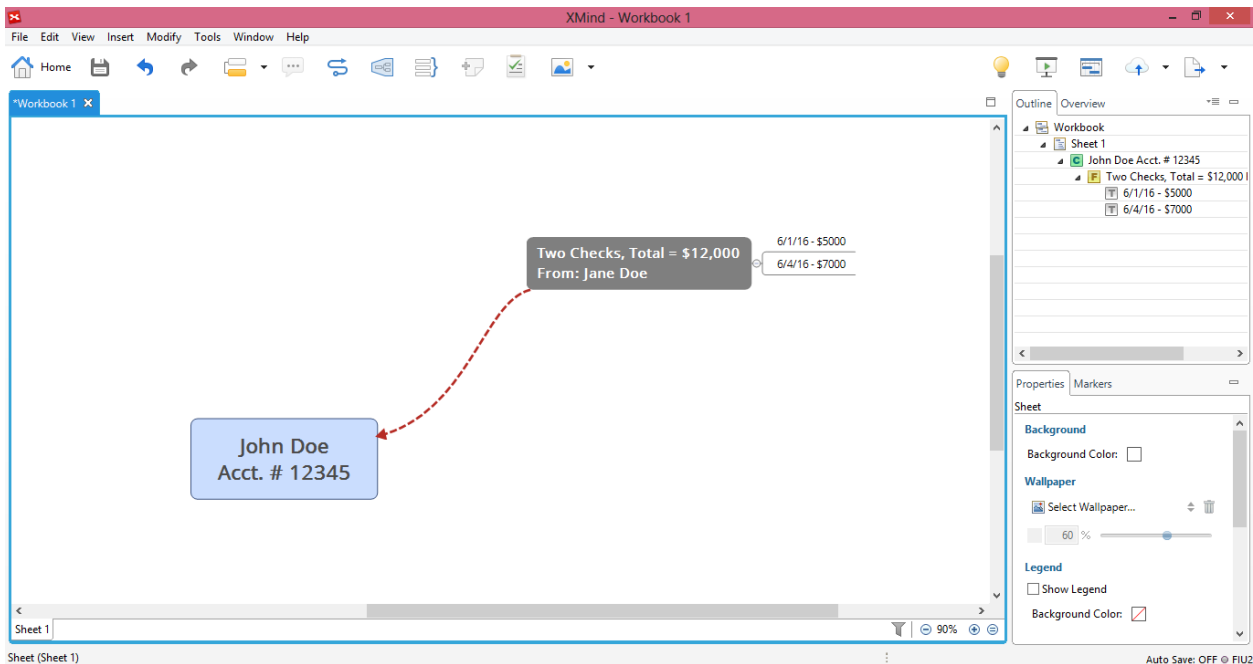 XMind - Workbook 1
File Edit View Insert Modify Tools Window Help
Home
*Workbook 1
Outline Overview
Workbook
Sheet 1
John Doe Acct. # 12345
Two Checks, Total = $12,000
6/1/16 - $5000
6/4/16 - $7000
Two Checks, Total = $12,000
From: Jane Doe
6/1/16 - $5000
6/4/16 - $7000
John Doe
Acct. # 12345
Properties Markers
Sheet
Background
Background Color:
Wallpaper
Select Wallpaper...
60 %
Legend
Show Legend
Background Color:
Sheet 1
90%
Sheet (Sheet 1)
Auto Save: OFF
FIU2